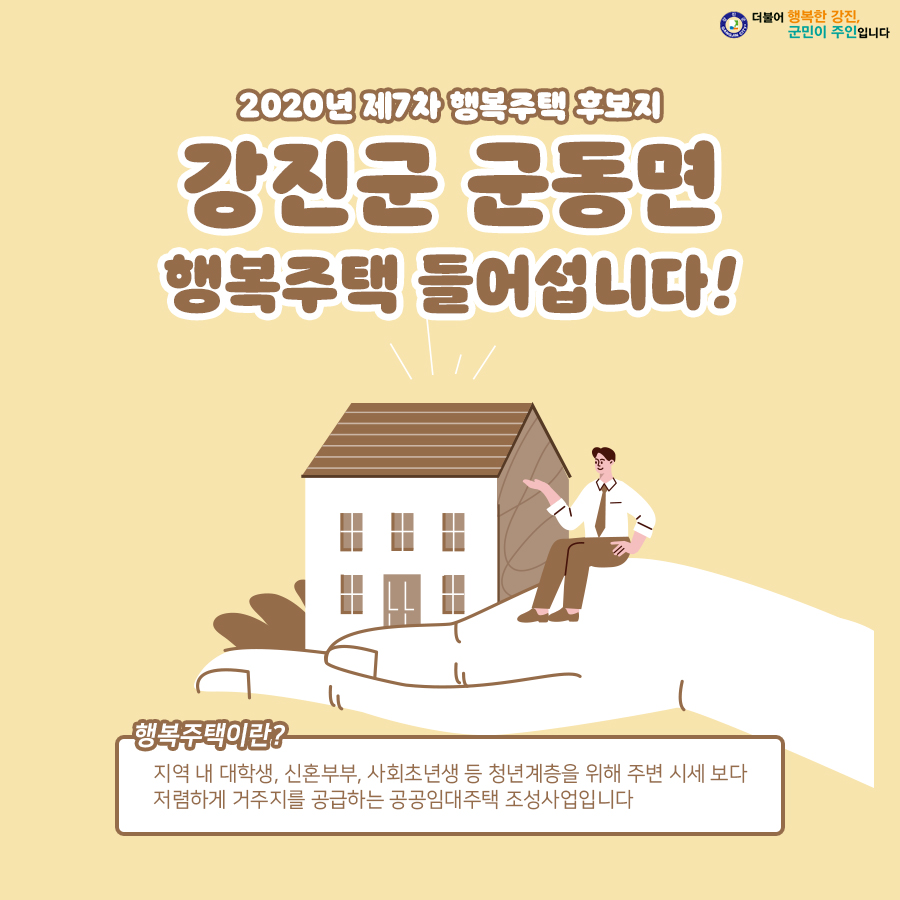 더불어 행복한 강진,
군민이 주인입니다
2020년 제7차 행복주택 후보지
강진군 군동면
행복주택 들어섭니다!
행복주택이란?
지역 내 대학생, 신혼부부, 사회초년생 등 청년계층을 위해 주변 시세 보다
저렴하게 거주지를 공급하는 공공임대주택 조성사업입니다